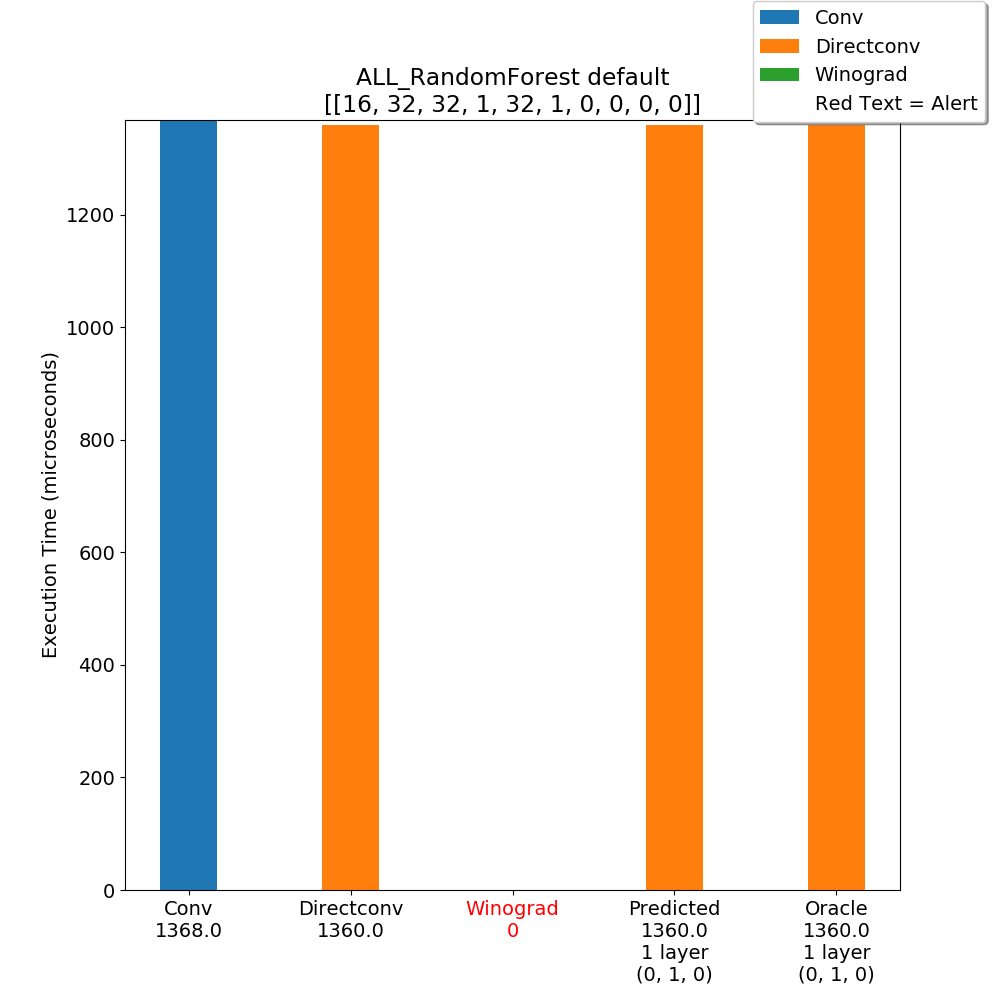 Conv
Directconv
Winograd
Red Text = Alert
ALL_RandomForest default
[[16, 32, 32, 1, 32, 1, 0, 0, 0, 0]]
Execution Time (microseconds)
1200
1000
800
600
400
200
0
Conv
1368.0
Directconv
1360.0
Winograd
0
Predicted
1360.0
1 layer
(0, 1, 0)
Oracle
1360.0
1 layer
(0, 1, 0)